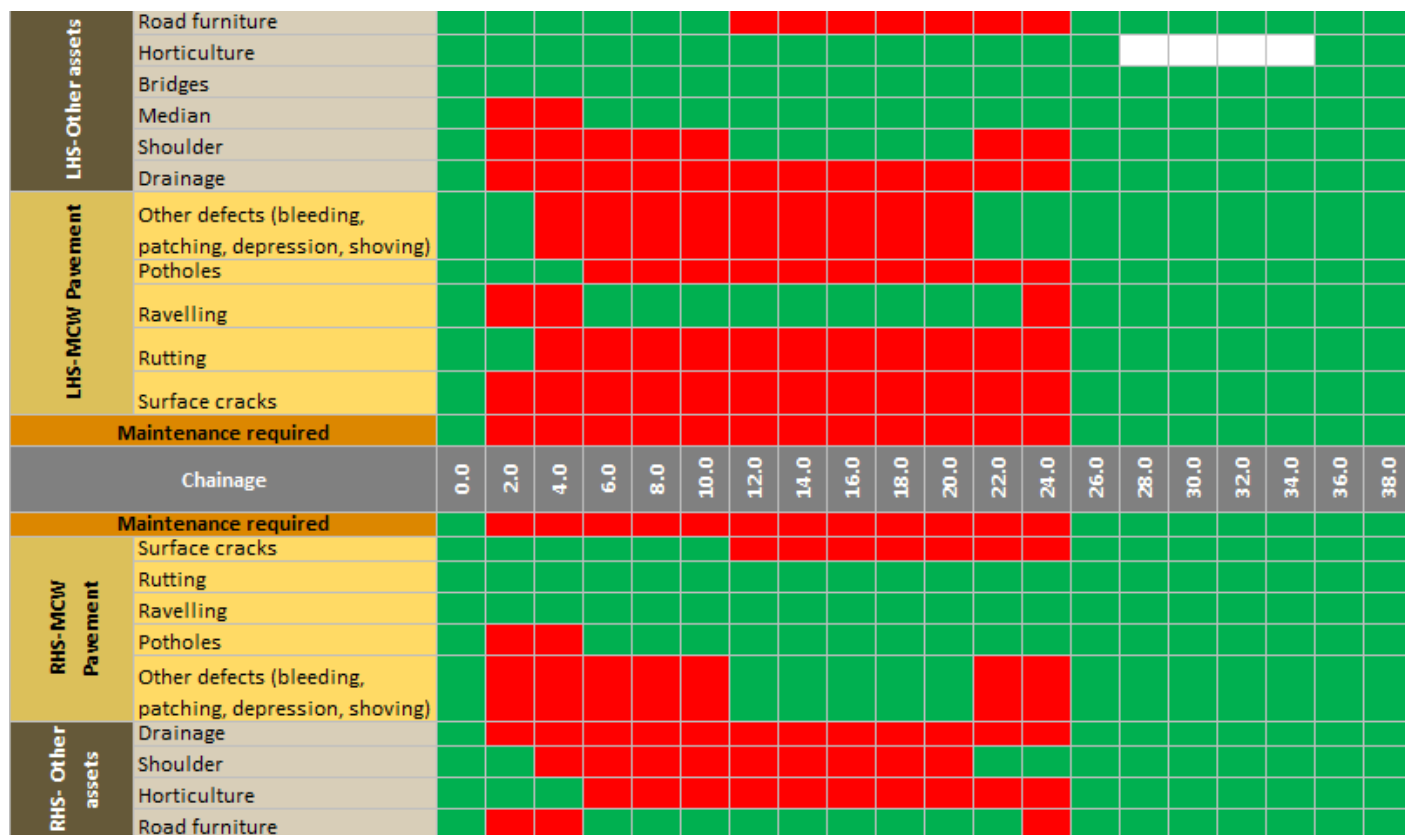 LHS-Other assets
Road furniture
Horticulture
Bridges
Median
Shoulder
Drainage
LHS-MCW Pavement
Other defects (bleeding,
patching, depression, shoving)
Potholes
Ravelling
Rutting
Surface cracks
Maintenance required
Chainage 0.0 2.0 4.0 6.0 8.0 10.0 12.0 14.0 16.0 18.0 20.0 22.0 24.0 26.0 28.0 30.0 32.0 34.0 36.0 38.0
Maintenance required
RHS-MCW
Pavement
Surface cracks
Rutting
Ravelling
Potholes
Other defects (bleeding,
patching, depression, shoving)
RHS- Other
assets
Drainage
Shoulder
Horticulture
Road furniture